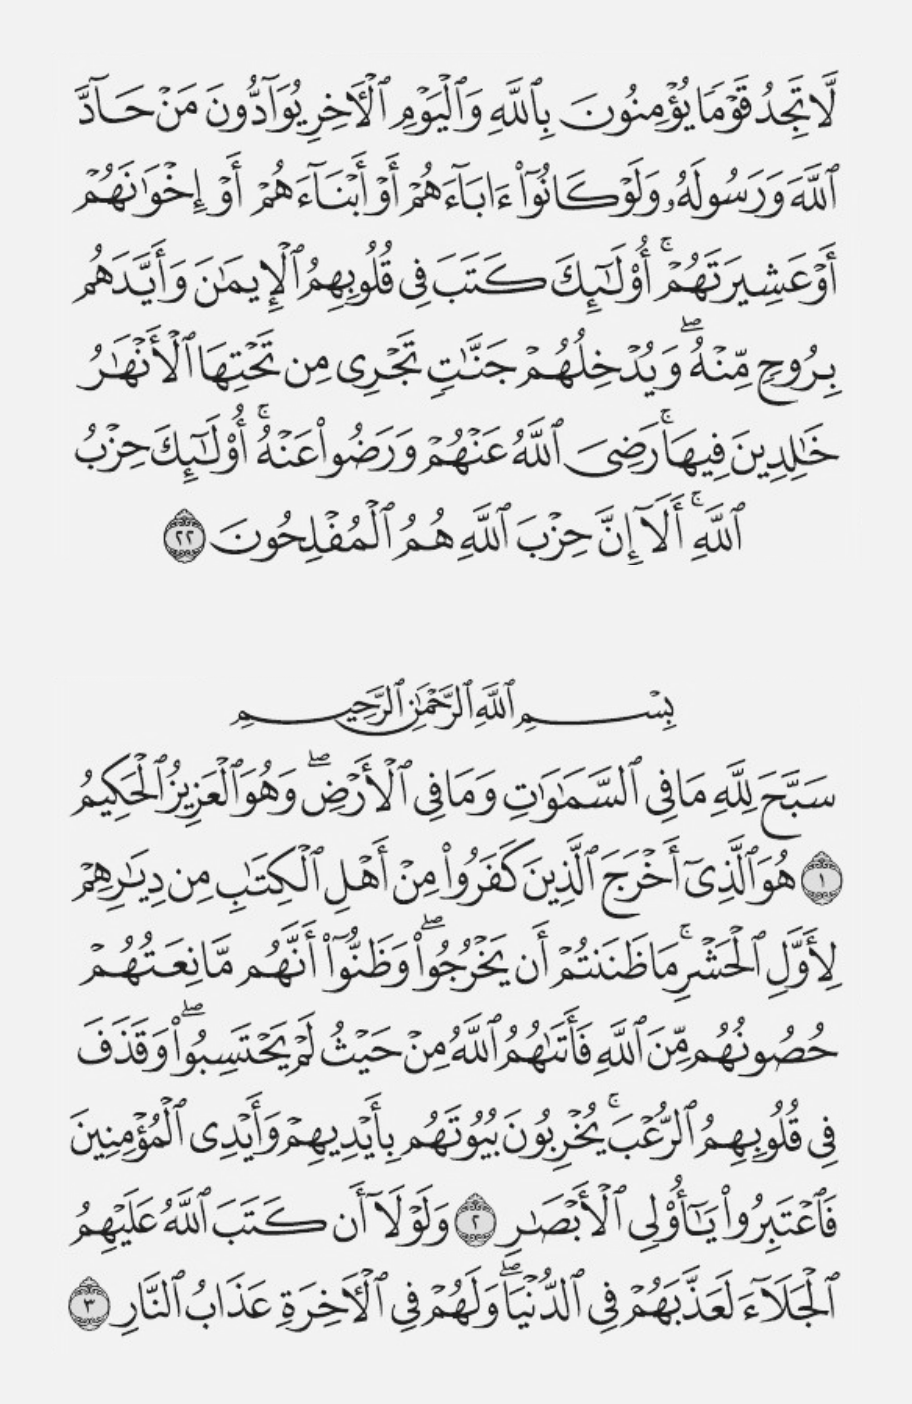 لَّا تَجِدُ قَوْمًا يُؤْمِنُونَ بِٱللَّهِ وَٱلْيَوْمِ ٱلْـَٔاخِرِ يُوَآدُّونَ مَنْ حَآدَّ
ٱللَّهَ وَرَسُولَهُۥ وَلَوْ كَانُوٓا۟ ءَابَآءَهُمْ أَوْ أَبْنَآءَهُمْ أَوْ إِخْوَٰنَهُمْ
أَوْ عَشِيرَتَهُمْ ۚ أُو۟لَـٰٓئِكَ كَتَبَ فِى قُلُوبِهِمُ ٱلْإِيمَـٰنَ وَأَيَّدَهُم
بِرُوحٍ مِّنْهُ ۖ وَيُدْخِلُهُمْ جَنَّـٰتٍ تَجْرِى مِن تَحْتِهَا ٱلْأَنْهَـٰرُ
خَـٰلِدِينَ فِيهَا ۚ رَضِىَ ٱللَّهُ عَنْهُمْ وَرَضُوا۟ عَنْهُ ۚ أُو۟لَـٰٓئِكَ حِزْبُ
ٱللَّهِ ۚ أَلَآ إِنَّ حِزْبَ ٱللَّهِ هُمُ ٱلْمُفْلِحُونَ ٢٢
بِسْمِ ٱللَّهِ ٱلرَّحْمَـٰنِ ٱلرَّحِيمِ
سَبَّحَ لِلَّهِ مَا فِى ٱلسَّمَـٰوَٰتِ وَمَا فِى ٱلْأَرْضِ ۖ وَهُوَ ٱلْعَزِيزُ ٱلْحَكِيمُ
١ هُوَ ٱلَّذِىٓ أَخْرَجَ ٱلَّذِينَ كَفَرُوا۟ مِنْ أَهْلِ ٱلْكِتَـٰبِ مِن دِيَـٰرِهِمْ
لِأَوَّلِ ٱلْحَشْرِ ۚ مَا ظَنَنتُمْ أَن يَخْرُجُوا۟ ۖ وَظَنُّوٓا۟ أَنَّهُم مَّانِعَتُهُمْ
حُصُونُهُم مِّنَ ٱللَّهِ فَأَتَىٰهُمُ ٱللَّهُ مِنْ حَيْثُ لَمْ يَحْتَسِبُوا۟ ۖ وَقَذَفَ
فِى قُلُوبِهِمُ ٱلرُّعْبَ ۚ يُخْرِبُونَ بُيُوتَهُم بِأَيْدِيهِمْ وَأَيْدِى ٱلْمُؤْمِنِينَ
فَٱعْتَبِرُوا۟ يَـٰٓأُو۟لِى ٱلْأَبْصَـٰرِ ٢ وَلَوْلَآ أَن كَتَبَ ٱللَّهُ عَلَيْهِمُ
ٱلْجَلَآءَ لَعَذَّبَهُمْ فِى ٱلدُّنْيَا ۖ وَلَهُمْ فِى ٱلْـَٔاخِرَةِ عَذَابُ ٱلنَّارِ ٣